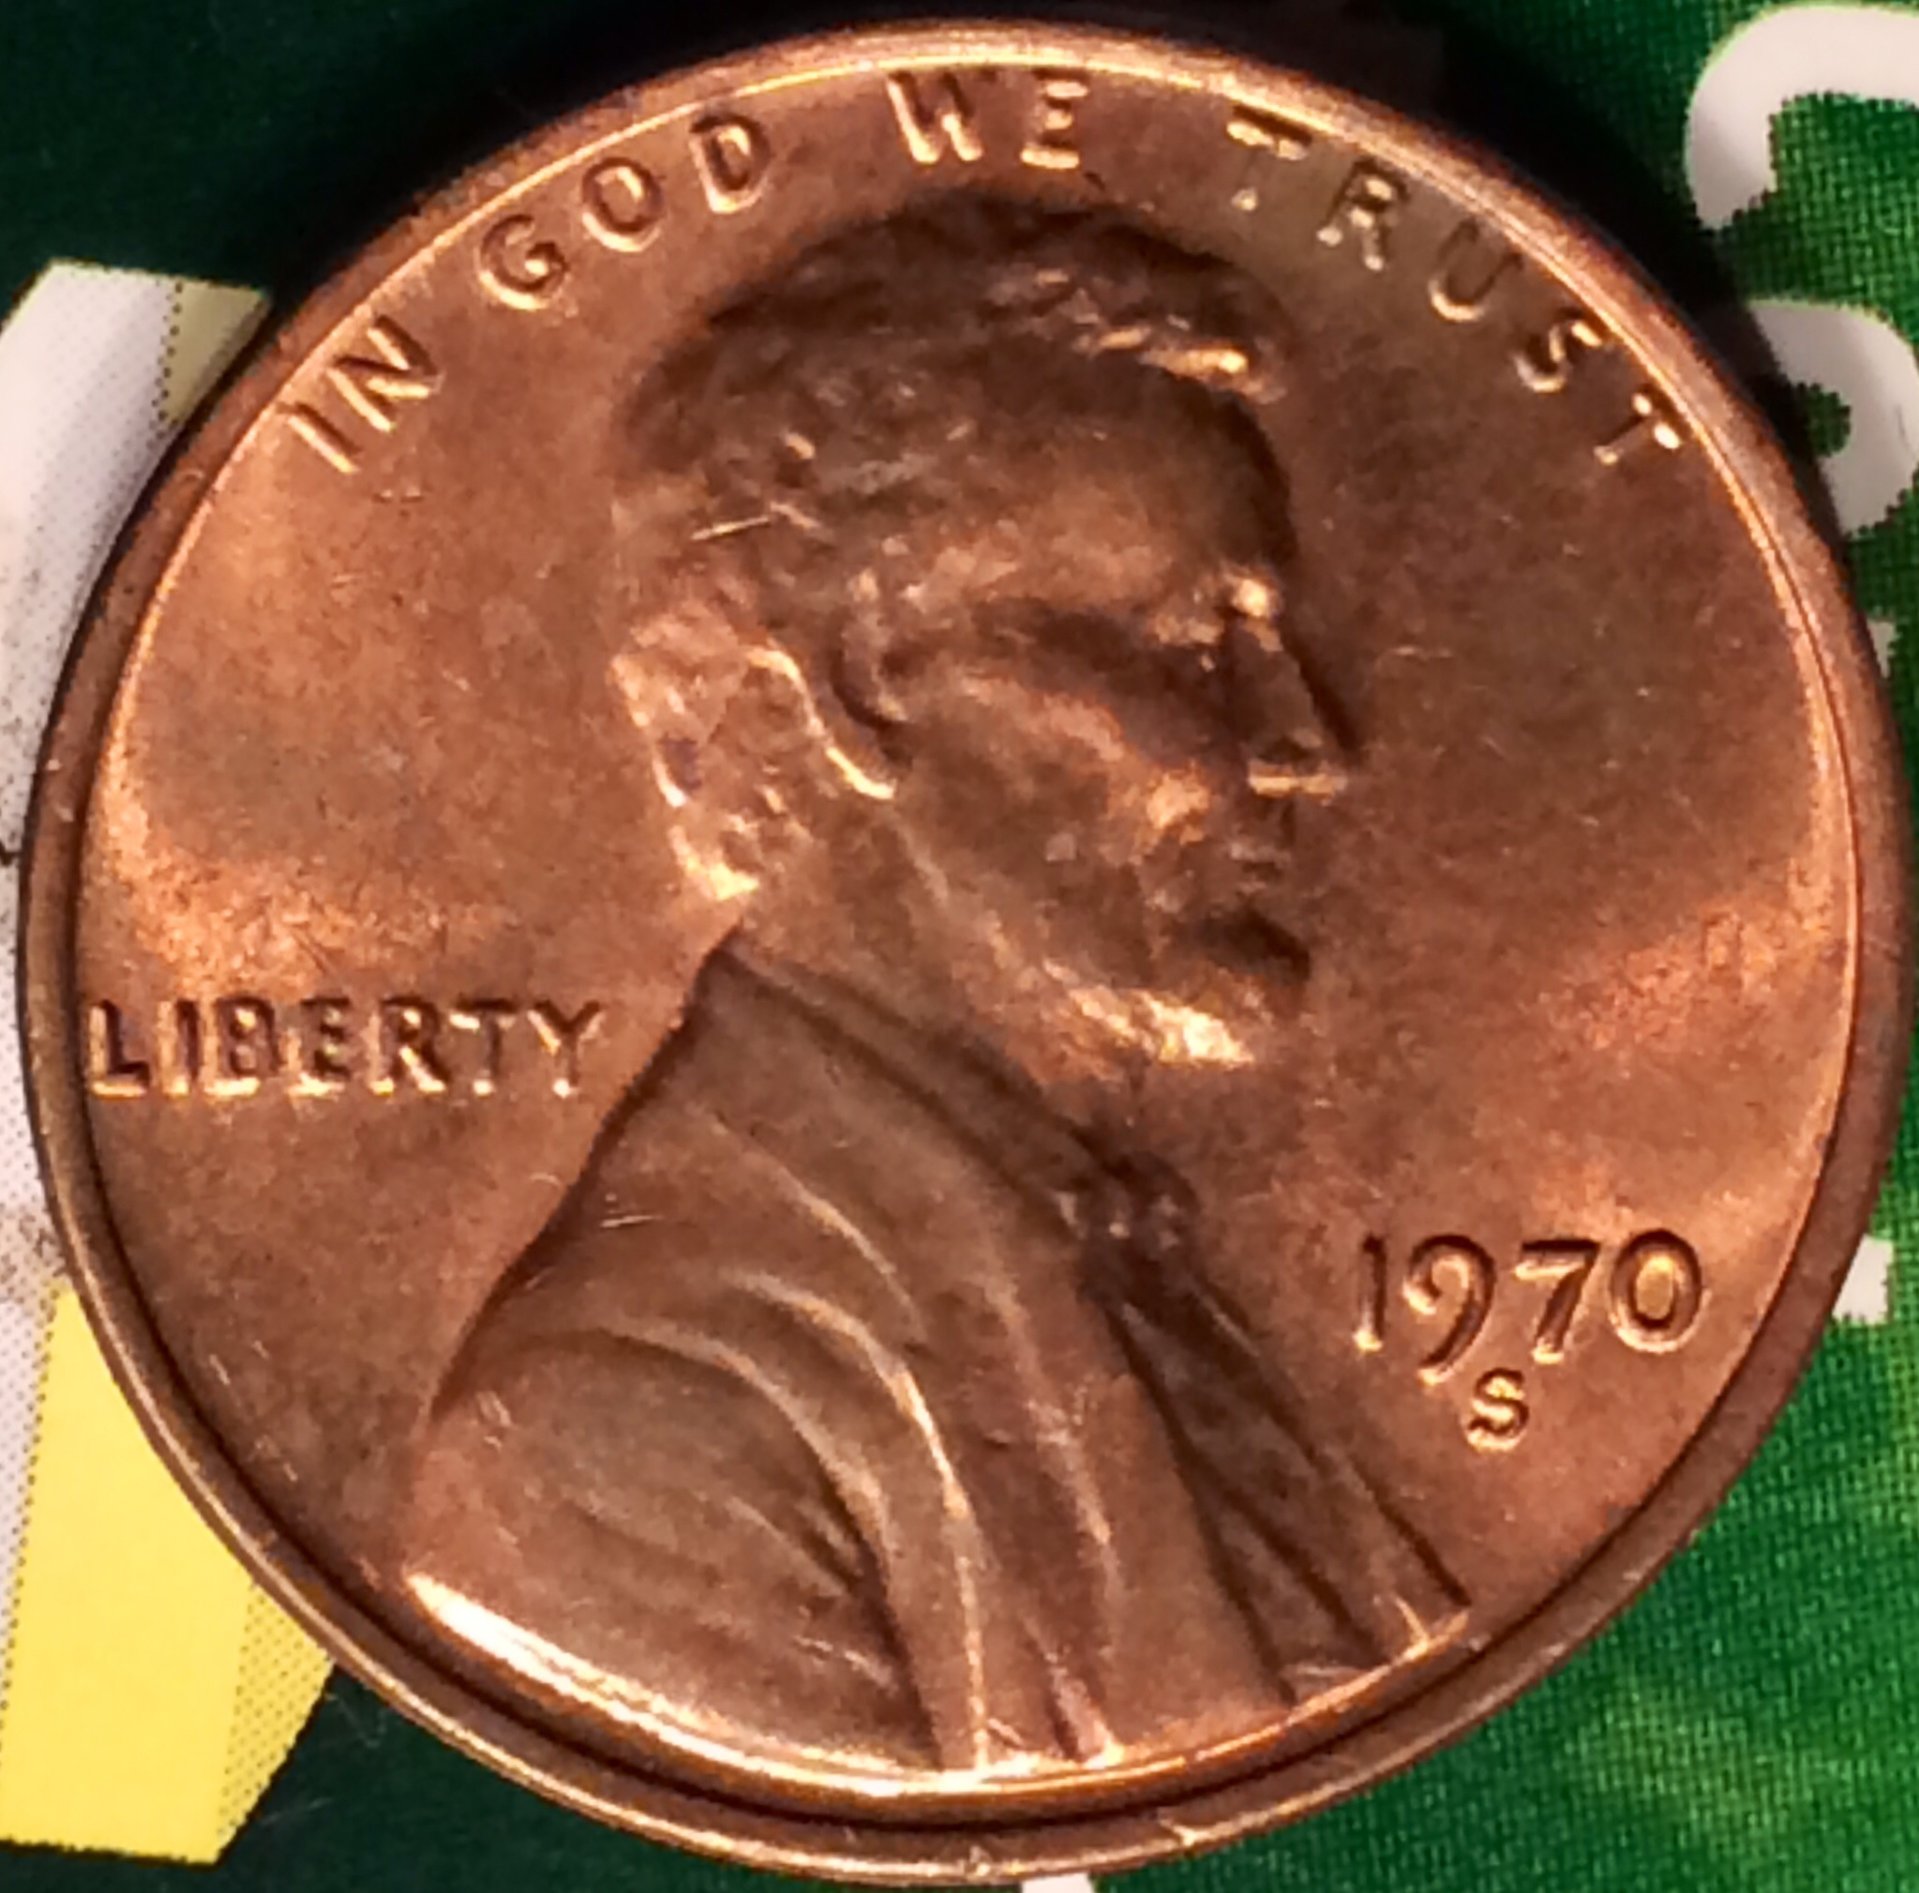 IN GOD WE TRUST
LIBERTY
1970
S